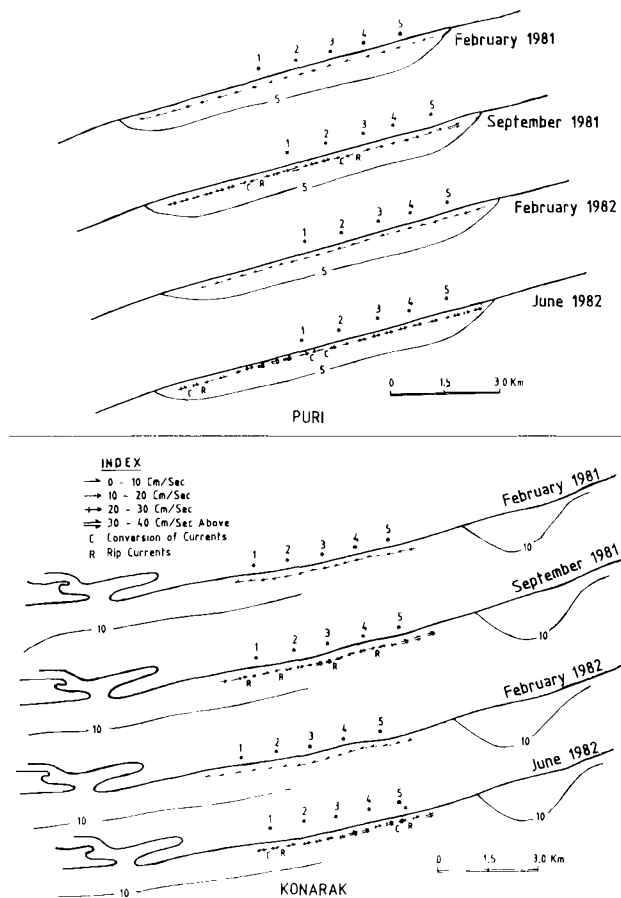 1 2 3 4 5
February 1981
5
1 2 3 4 5
September 1981
C R C R
5
1 2 3 4 5
February 1982
5
1 2 3 4 5
June 1982
C C
C R
5
0 1.5 3.0 Km
PURI
INDEX
0 - 10 Cm/Sec
10 - 20 Cm/Sec
20 - 30 Cm/Sec
30 - 40 Cm/Sec Above
C Conversion of Currents
R Rip Currents
February 1981
1 2 3 4 5
10
10
September 1981
1 2 3 4 5
R R R R
10
10
February 1982
1 2 3 4 5
10
10
June 1982
1 2 3 4 5
C R C R
10
10
0 1.5 3.0 Km
KONARAK